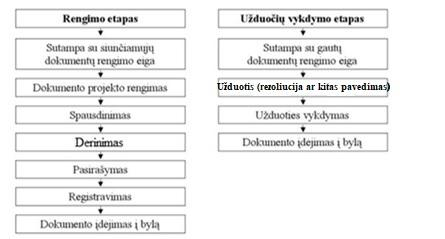 Rengimo etapas
Sutampa su siunčiamųjų
dokumentų rengimo eiga
Dokumento projekto rengimas
Spausdinimas
Derinimas
Pasirašymas
Registravimas
Dokumento įdėjimas į bylą
Užduočių vykdymo etapas
Sutampa su gautų
dokumentų rengimo eiga
Užduotis (rezoliucija ar kitas pavedimas)
Užduoties vykdymas
Dokumento įdėjimas į bylą